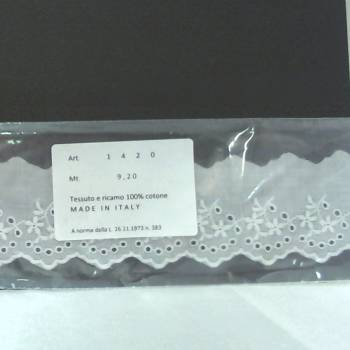 Art. 1 4 2 0
Mt. 9,20
Tessuto e ricamo 100% cotone
MADE IN ITALY
A norma dalla L. 26.11.1973 n. 383